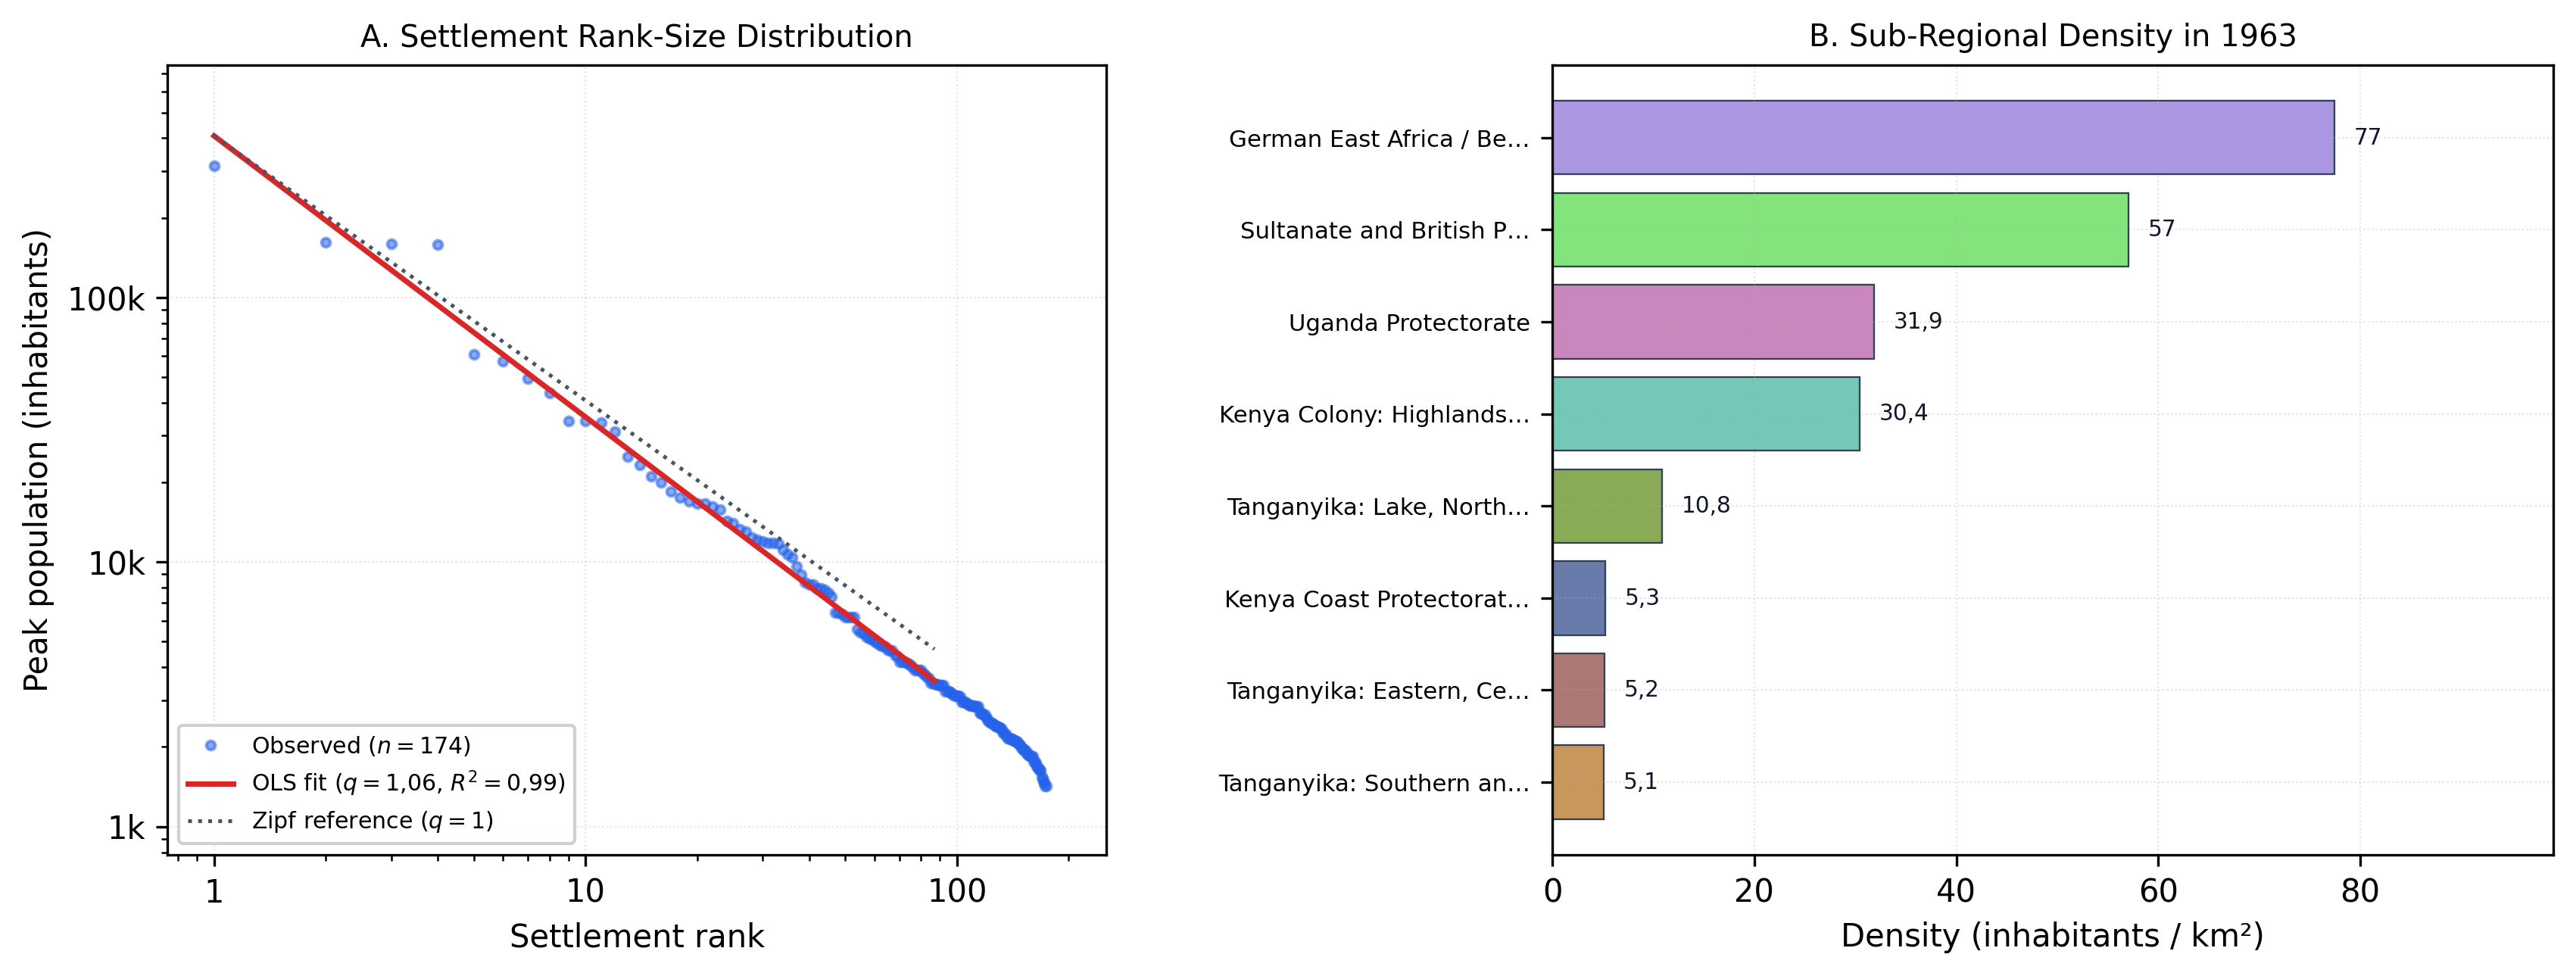 A. Settlement Rank-Size Distribution
Peak population (inhabitants)
100k
10k
1k
Observed (n = 174)
OLS fit (q = 1,06, R² = 0,99)
Zipf reference (q = 1)
1
10
100
Settlement rank
B. Sub-Regional Density in 1963
German East Africa / Be...
77
Sultanate and British P...
57
Uganda Protectorate
31,9
Kenya Colony: Highlands...
30,4
Tanganyika: Lake, North...
10,8
Kenya Coast Protectorat...
5,3
Tanganyika: Eastern, Ce...
5,2
Tanganyika: Southern an...
5,1
0
20
40
60
80
Density (inhabitants / km²)